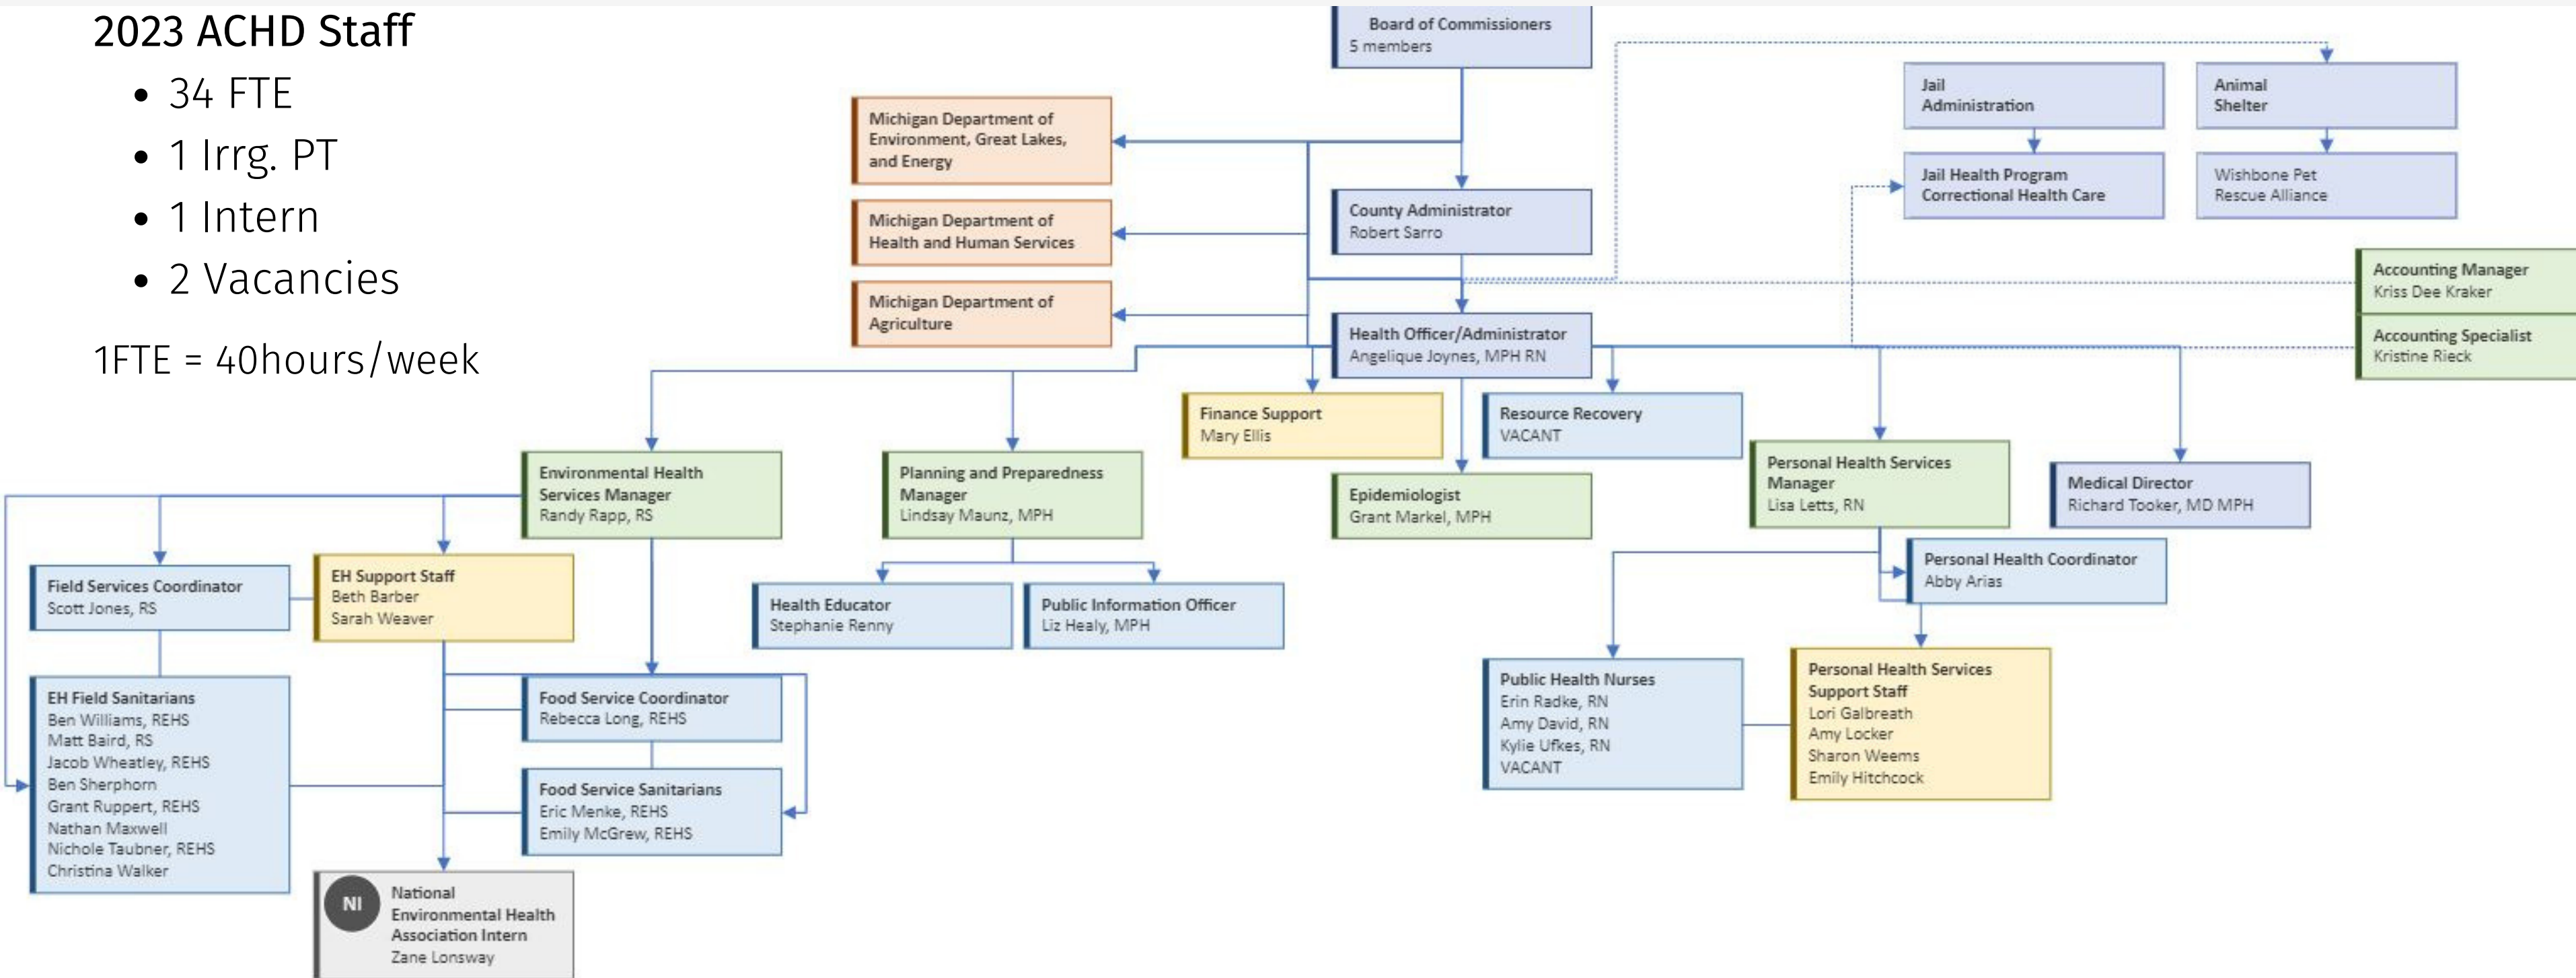 2023 ACHD Staff
• 34 FTE
• 1 Irrg. PT
• 1 Intern
• 2 Vacancies
1FTE = 40hours/week
Board of Commissioners
5 members
Michigan Department of
Environment, Great Lakes,
and Energy
Michigan Department of
Health and Human Services
Michigan Department of
Agriculture
County Administrator
Robert Sarro
Jail
Administration
Animal
Shelter
Jail Health Program
Correctional Health Care
Wishbone Pet
Rescue Alliance
Accounting Manager
Kriss Dee Kraker
Accounting Specialist
Kristine Rieck
Health Officer/Administrator
Angelique Joynes, MPH RN
Finance Support
Mary Ellis
Resource Recovery
VACANT
Environmental Health
Services Manager
Randy Rapp, RS
Planning and Preparedness
Manager
Lindsay Maunz, MPH
Epidemiologist
Grant Markel, MPH
Personal Health Services
Manager
Lisa Letts, RN
Medical Director
Richard Tooker, MD MPH
Field Services Coordinator
Scott Jones, RS
EH Support Staff
Beth Barber
Sarah Weaver
Health Educator
Stephanie Renny
Public Information Officer
Liz Healy, MPH
Personal Health Coordinator
Abby Arias
EH Field Sanitarians
Ben Williams, REHS
Matt Baird, RS
Jacob Wheatley, REHS
Ben Sherphorn
Grant Ruppert, REHS
Nathan Maxwell
Nichole Taubner, REHS
Christina Walker
Food Service Coordinator
Rebecca Long, REHS
Food Service Sanitarians
Eric Menke, REHS
Emily McGrew, REHS
Public Health Nurses
Erin Radke, RN
Amy David, RN
Kylie Ufkes, RN
VACANT
Personal Health Services
Support Staff
Lori Galbreath
Amy Locker
Sharon Weems
Emily Hitchcock
NI
National
Environmental Health
Association Intern
Zane Lonsway